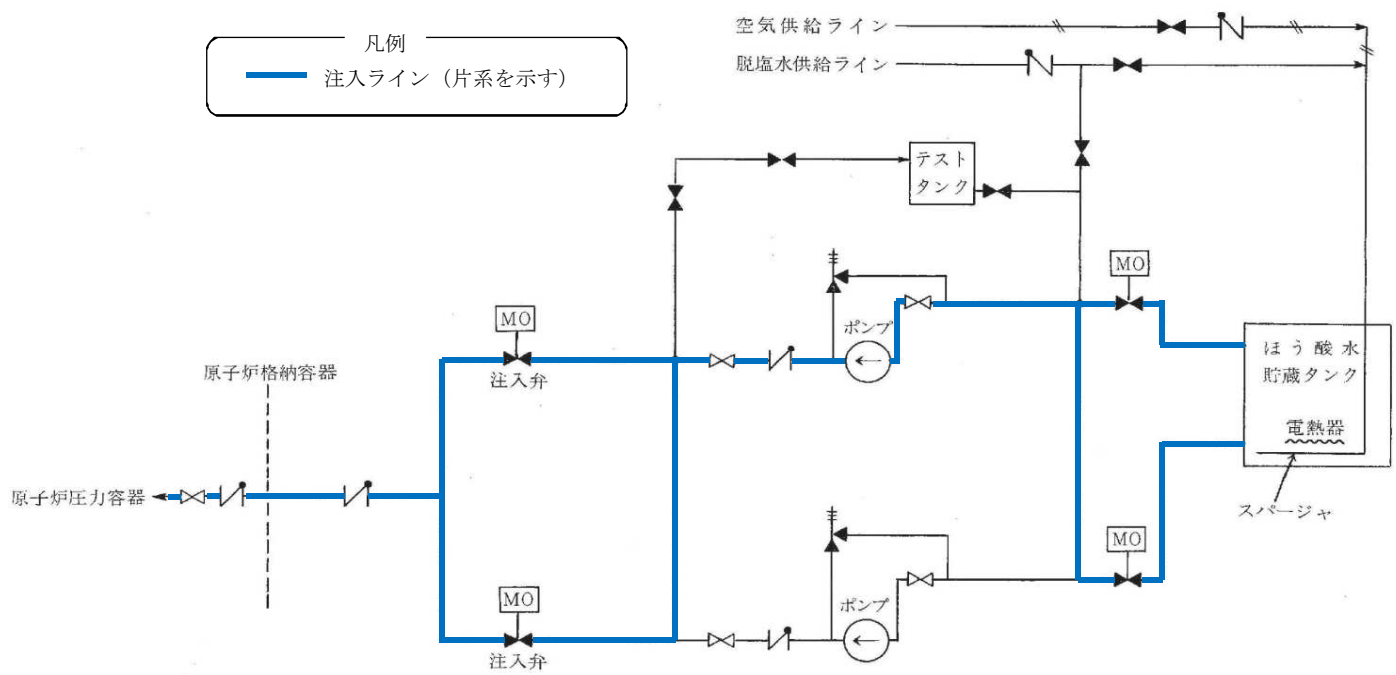 空気供給ライン
凡例
注入ライン（片系を示す）
脱塩水供給ライン
テスト
タンク
MO
MO
ポンプ
ほう酸水
貯蔵タンク
原子炉格納容器
注入弁
電熱器
原子炉圧力容器
スパージャ
MO
MO
ポンプ
注入弁